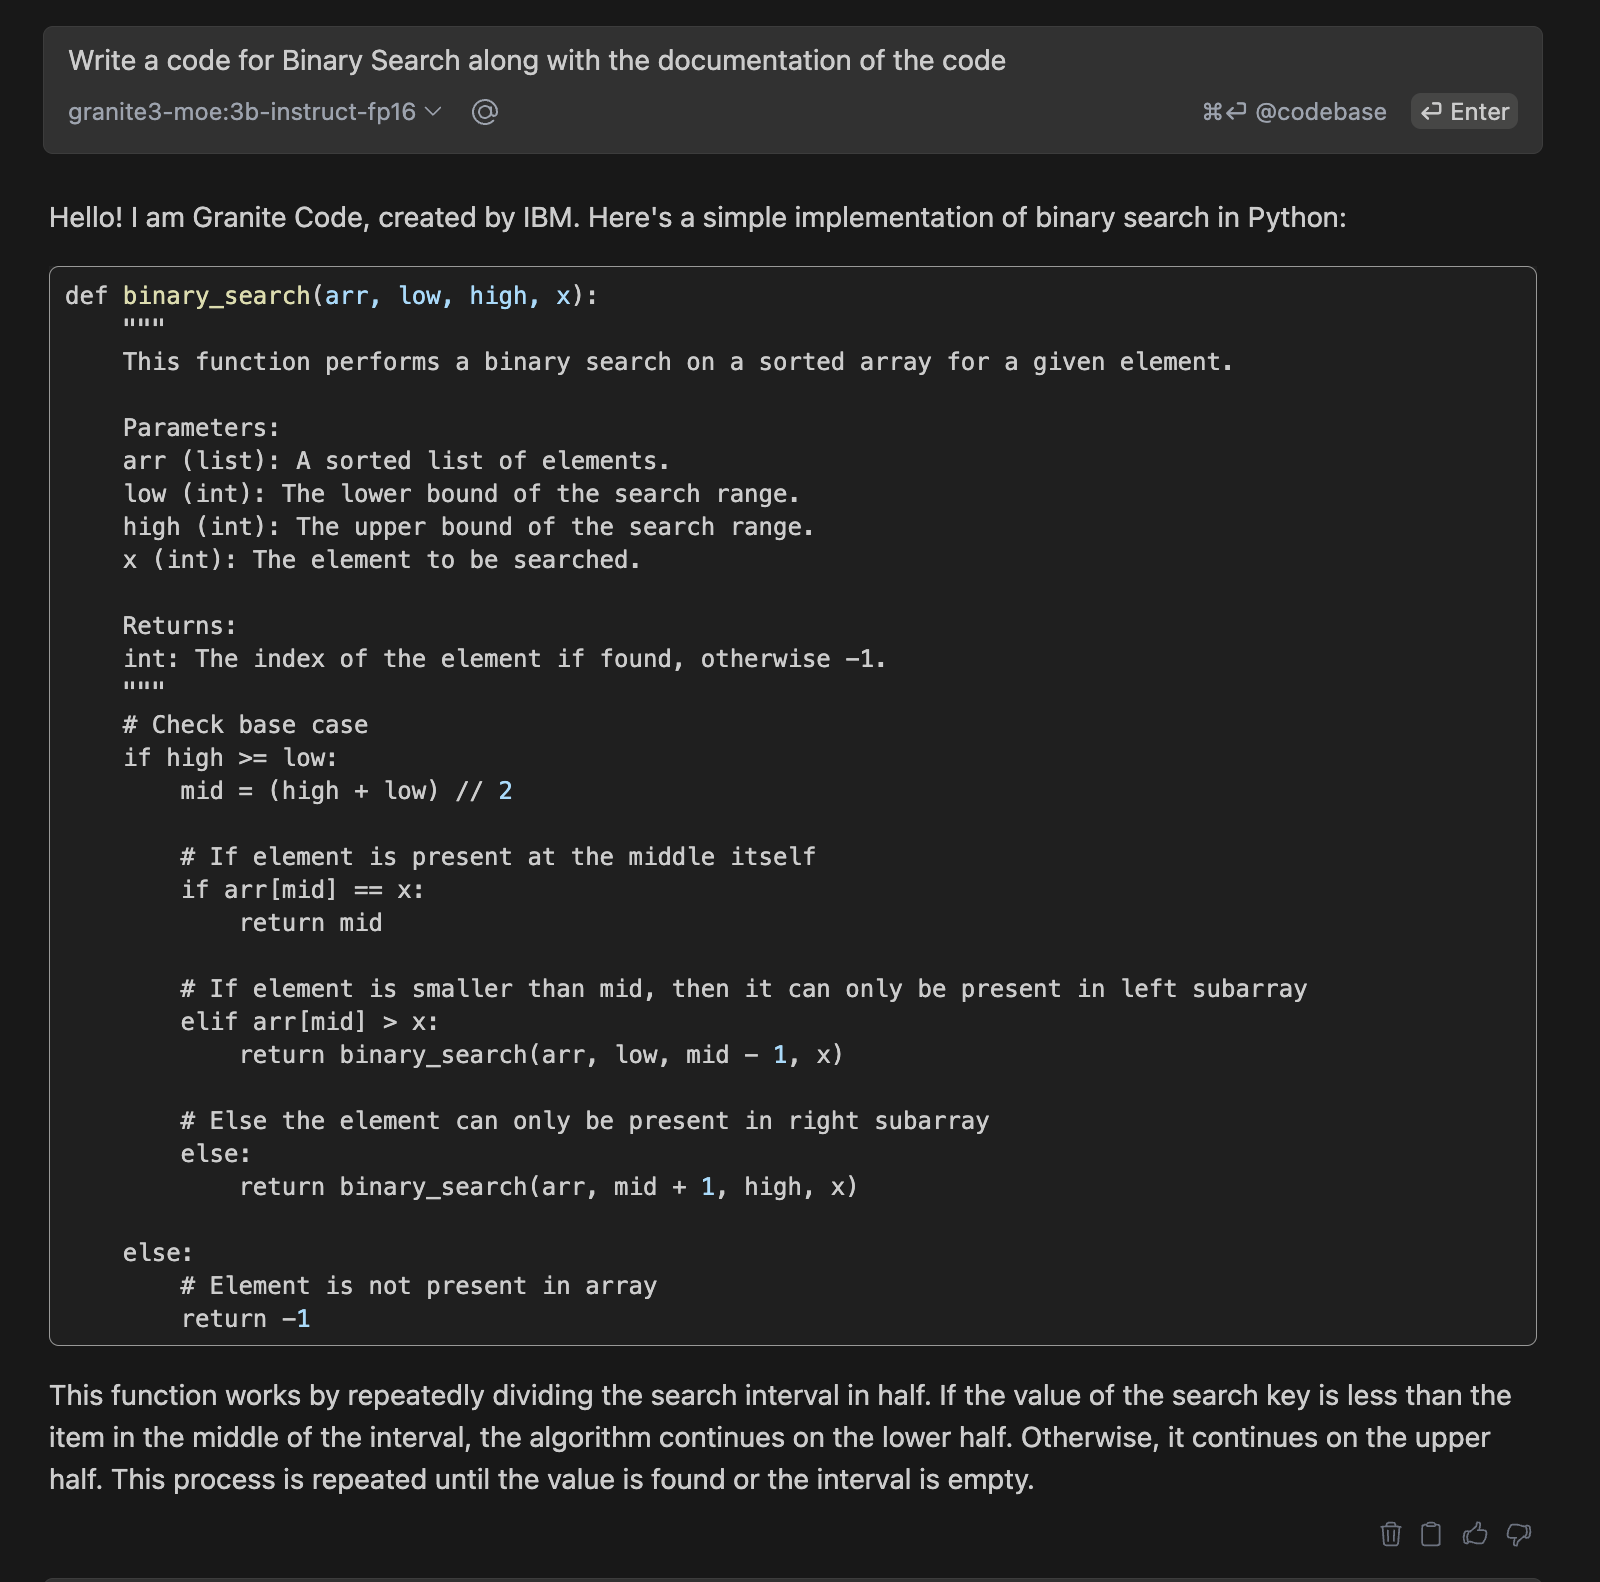 Write a code for Binary Search along with the documentation of the code
granite3-moe:3b-instruct-fp16 @ ⌘⏎ @codebase ⏎ Enter
Hello! I am Granite Code, created by IBM. Here's a simple implementation of binary search in Python:
def binary_search(arr, low, high, x):
    """
    This function performs a binary search on a sorted array for a given element.
    Parameters:
    arr (list): A sorted list of elements.
    low (int): The lower bound of the search range.
    high (int): The upper bound of the search range.
    x (int): The element to be searched.
    Returns:
    int: The index of the element if found, otherwise -1.
    """
    # Check base case
    if high >= low:
        mid = (high + low) // 2
        # If element is present at the middle itself
        if arr[mid] == x:
            return mid
        # If element is smaller than mid, then it can only be present in left subarray
        elif arr[mid] > x:
            return binary_search(arr, low, mid - 1, x)
        # Else the element can only be present in right subarray
        else:
            return binary_search(arr, mid + 1, high, x)
    else:
        # Element is not present in array
        return -1
This function works by repeatedly dividing the search interval in half. If the value of the search key is less than the
item in the middle of the interval, the algorithm continues on the lower half. Otherwise, it continues on the upper
half. This process is repeated until the value is found or the interval is empty.